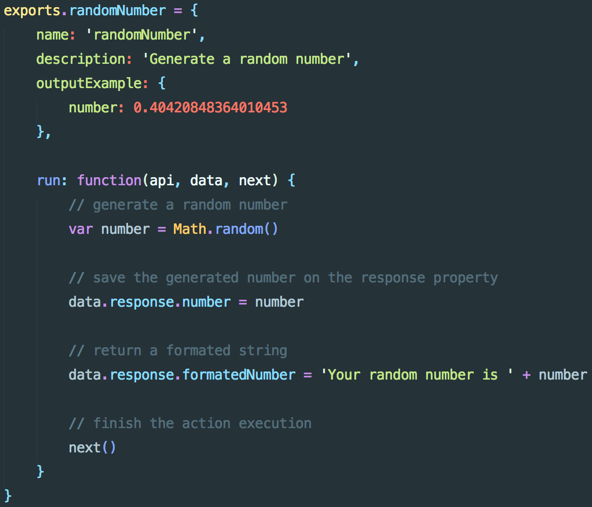 exports.randomNumber = {
    name: 'randomNumber',
    description: 'Generate a random number',
    outputExample: {
        number: 0.40420848364010453
    },

    run: function(api, data, next) {
        // generate a random number
        var number = Math.random()

        // save the generated number on the response property
        data.response.number = number

        // return a formated string
        data.response.formatedNumber = 'Your random number is ' + number

        // finish the action execution
        next()
    }
}